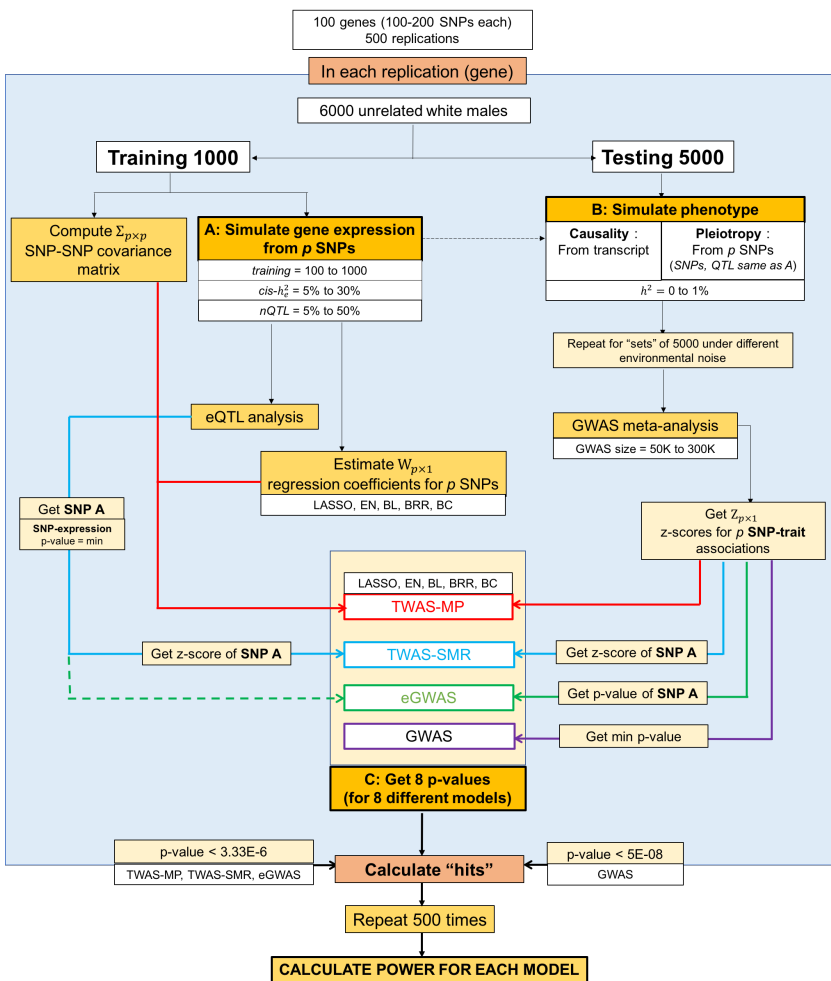 100 genes (100-200 SNPs each)
500 replications
In each replication (gene)
6000 unrelated white males
Training 1000
Testing 5000
Compute Σp×p
SNP-SNP covariance
matrix
A: Simulate gene expression
from p SNPs
training = 100 to 1000
cis-h²e = 5% to 30%
nQTL = 5% to 50%
B: Simulate phenotype
Causality :
From transcript
Pleiotropy :
From p SNPs
(SNPs, QTL same as A)
h² = 0 to 1%
Repeat for “sets” of 5000 under different
environmental noise
eQTL analysis
GWAS meta-analysis
GWAS size = 50K to 300K
Estimate Wp×1
regression coefficients for p SNPs
LASSO, EN, BL, BRR, BC
Get SNP A
SNP-expression
p-value = min
Get Zp×1
z-scores for p SNP-trait
associations
LASSO, EN, BL, BRR, BC
TWAS-MP
Get z-score of SNP A
TWAS-SMR
Get z-score of SNP A
eGWAS
Get p-value of SNP A
GWAS
Get min p-value
C: Get 8 p-values
(for 8 different models)
p-value < 3.33E-6
TWAS-MP, TWAS-SMR, eGWAS
Calculate “hits”
p-value < 5E-08
GWAS
Repeat 500 times
CALCULATE POWER FOR EACH MODEL